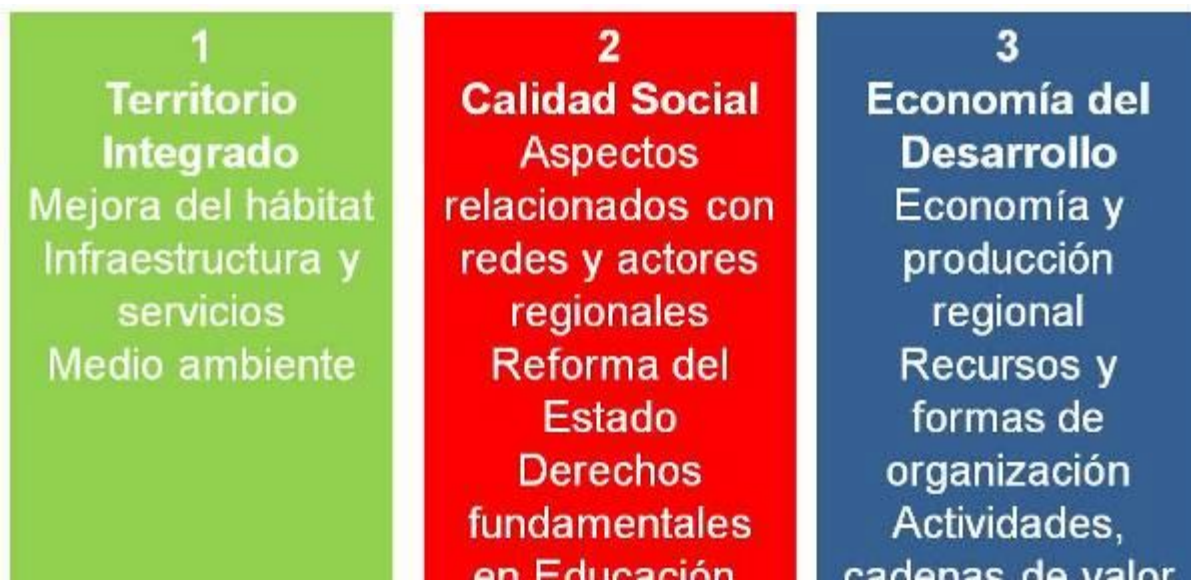 1
Territorio
Integrado
Mejora del hábitat
Infraestructura y
servicios
Medio ambiente
2
Calidad Social
Aspectos
relacionados con
redes y actores
regionales
Reforma del
Estado
Derechos
fundamentales
en Educación
3
Economía del
Desarrollo
Economía y
producción
regional
Recursos y
formas de
organización
Actividades,
cadenas de valor